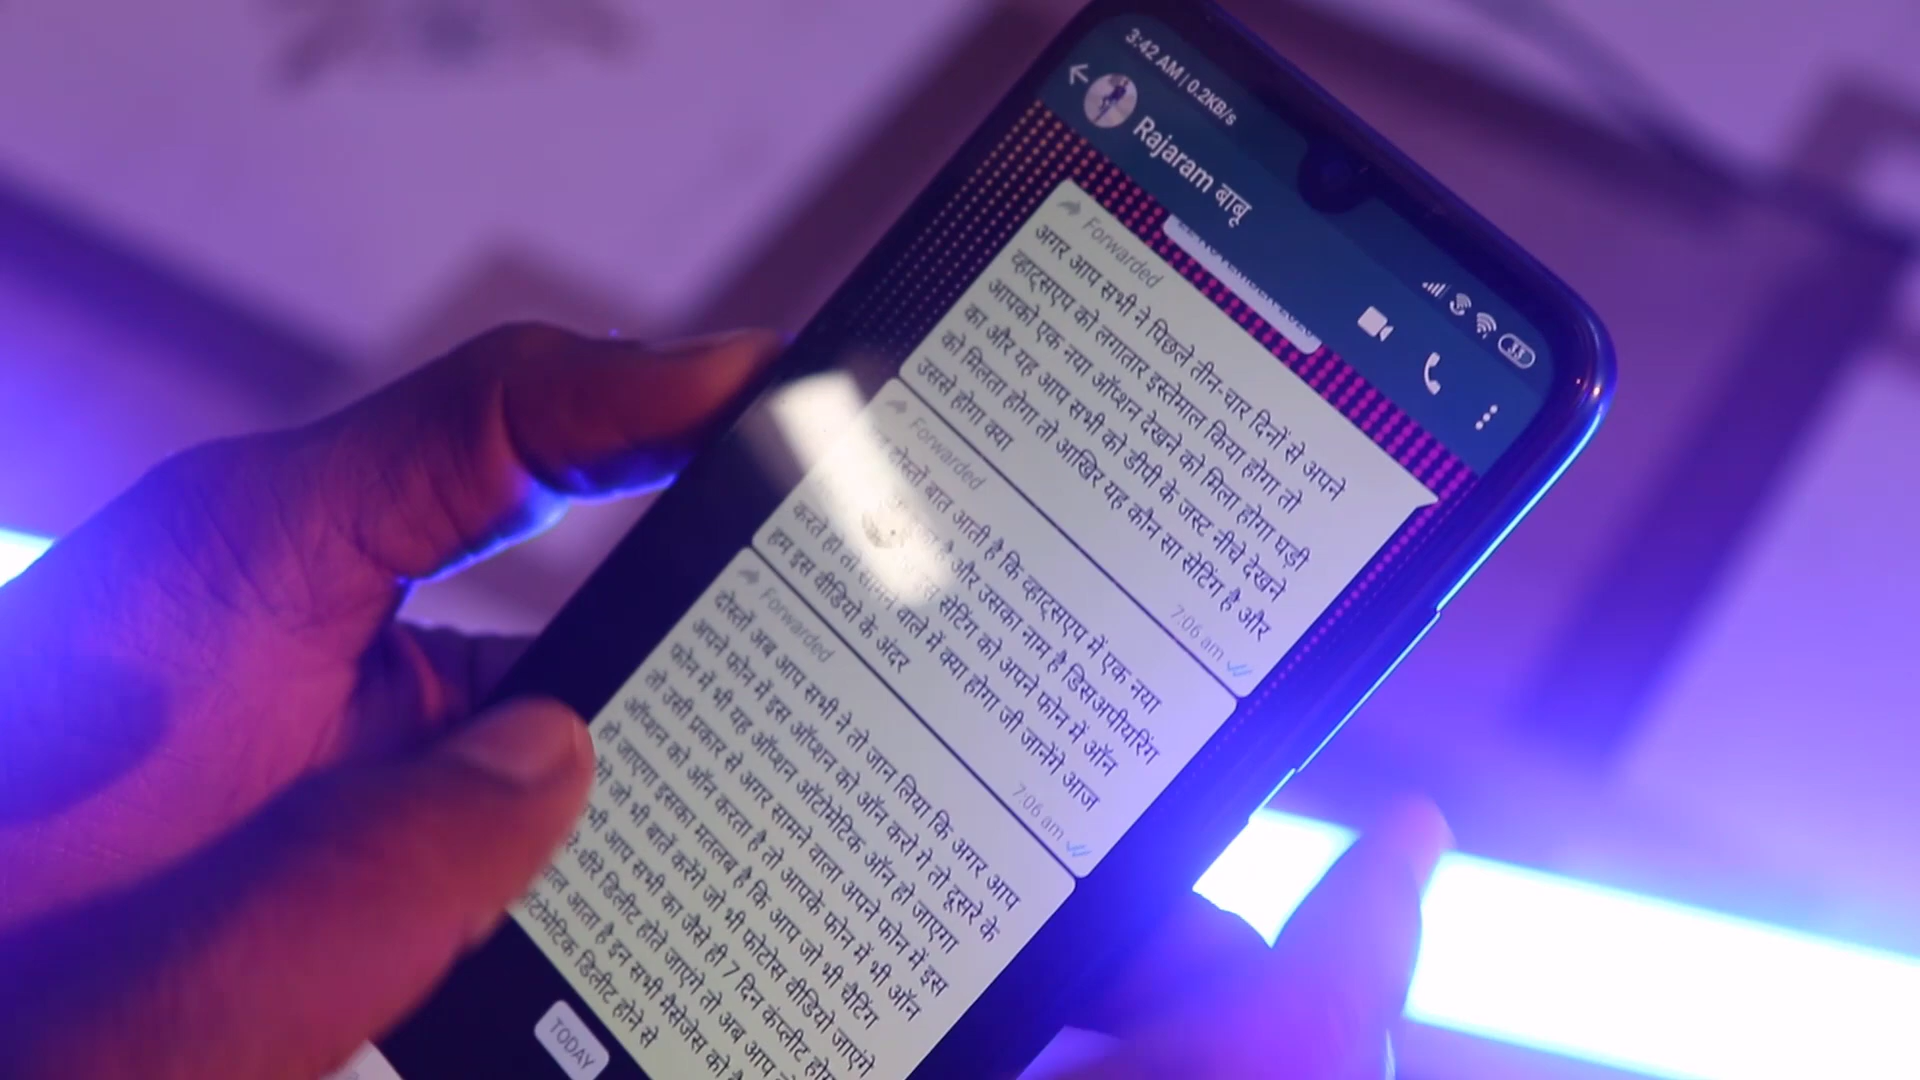 3:42 AM | 0.2KB/s
33
Rajaram बाबू
Forwarded
अगर आप सभी ने पिछले तीन-चार दिनों से अपने
व्हाट्सएप को लगातार इस्तेमाल किया होगा तो
आपको एक नया ऑप्शन देखने को मिला होगा घड़ी
का और यह आप सभी को डीपी के जस्ट नीचे देखने
को मिलता होगा तो आखिर यह कौन सा सेटिंग है और
उससे होगा क्या
7:06 am
Forwarded
दोस्तों बात आती है कि व्हाट्सएप में एक नया
है और उसका नाम है डिसअपीयरिंग
इस सेटिंग को अपने फोन में ऑन
करते हो तो सामने वाले में क्या होगा जी जानेंगे आज
हम इस वीडियो के अंदर
7:06 am
Forwarded
दोस्तों अब आप सभी ने तो जान लिया कि अगर आप
अपने फोन में इस ऑप्शन को ऑन करो गे तो दूसरे के
फोन में भी यह ऑप्शन ऑटोमेटिक ऑन हो जाएगा
तो उसी प्रकार से अगर सामने वाला अपने फोन में इस
ऑप्शन को ऑन करता है तो आपके फोन में भी ऑन
हो जाएगा इसका मतलब है कि आप जो भी चैटिंग
जो भी बातें करेंगे जो भी फोटोस वीडियो जाएंगे
भी आप सभी का जैसे ही 7 दिन कंप्लीट
धीरे डिलीट होते जाएंगे तो अब आप
आता है इन सभी मैसेजेस को
डिलीट होने से
TODAY